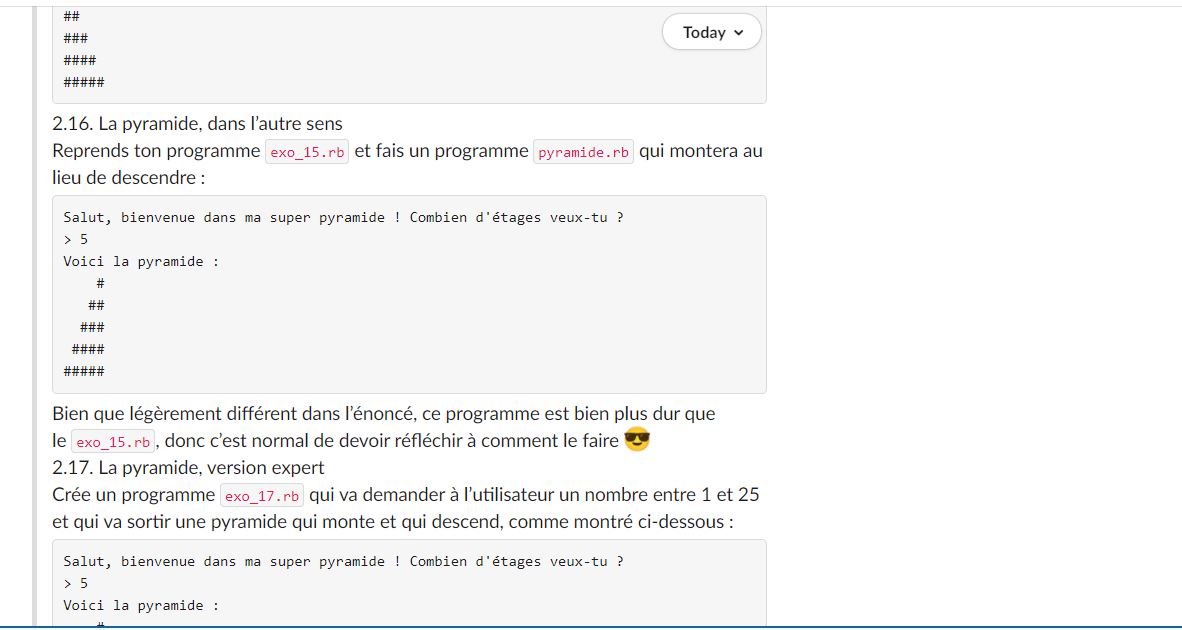 ##
###
Today
####
#####
2.16. La pyramide, dans l’autre sens
Reprends ton programme exo_15.rb et fais un programme pyramide.rb qui montera au
lieu de descendre :
Salut, bienvenue dans ma super pyramide ! Combien d'étages veux-tu ?
> 5
Voici la pyramide :
    #
   ##
  ###
 ####
#####
Bien que légèrement différent dans l’énoncé, ce programme est bien plus dur que
le exo_15.rb, donc c’est normal de devoir réfléchir à comment le faire 😎
2.17. La pyramide, version expert
Crée un programme exo_17.rb qui va demander à l’utilisateur un nombre entre 1 et 25
et qui va sortir une pyramide qui monte et qui descend, comme montré ci-dessous :
Salut, bienvenue dans ma super pyramide ! Combien d'étages veux-tu ?
> 5
Voici la pyramide :
    #